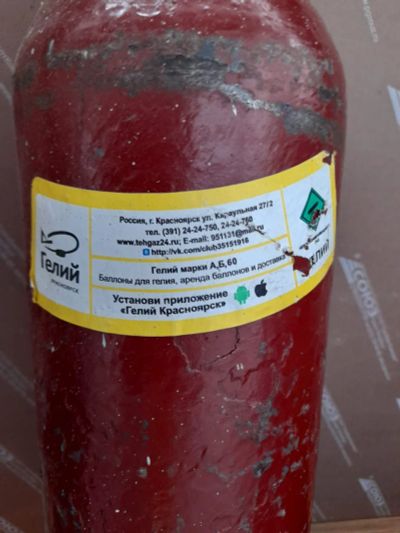 Гелий
КРАСНОЯРСК
Россия, г. Красноярск ул. Караульная 27/2
тел. (391) 24-24-750, 24-24-760
www.tehgaz24.ru; E-mail: 951131@mail.ru
http://vk.com/club35151916
Гелий марки А,Б,60
Баллоны для гелия, аренда баллонов и доставка
Установи приложение
«Гелий Красноярск»